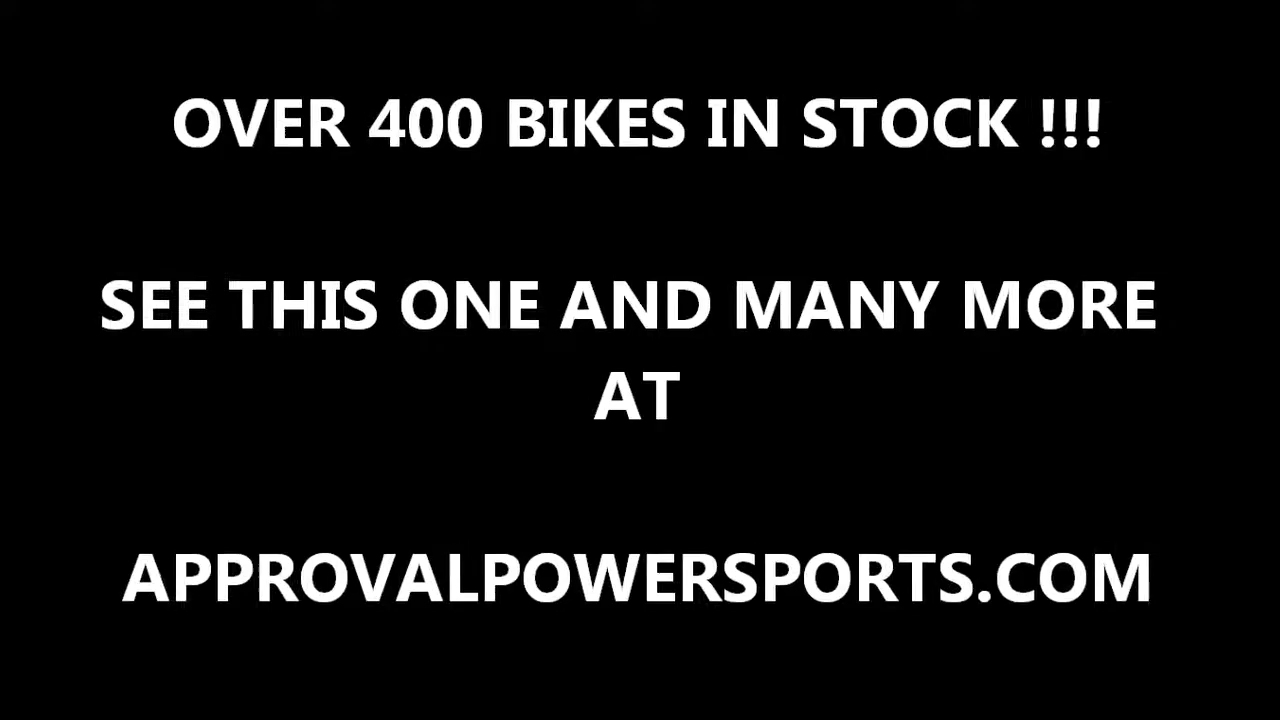 OVER 400 BIKES IN STOCK !!!
SEE THIS ONE AND MANY MORE
AT
APPROVALPOWERSPORTS.COM